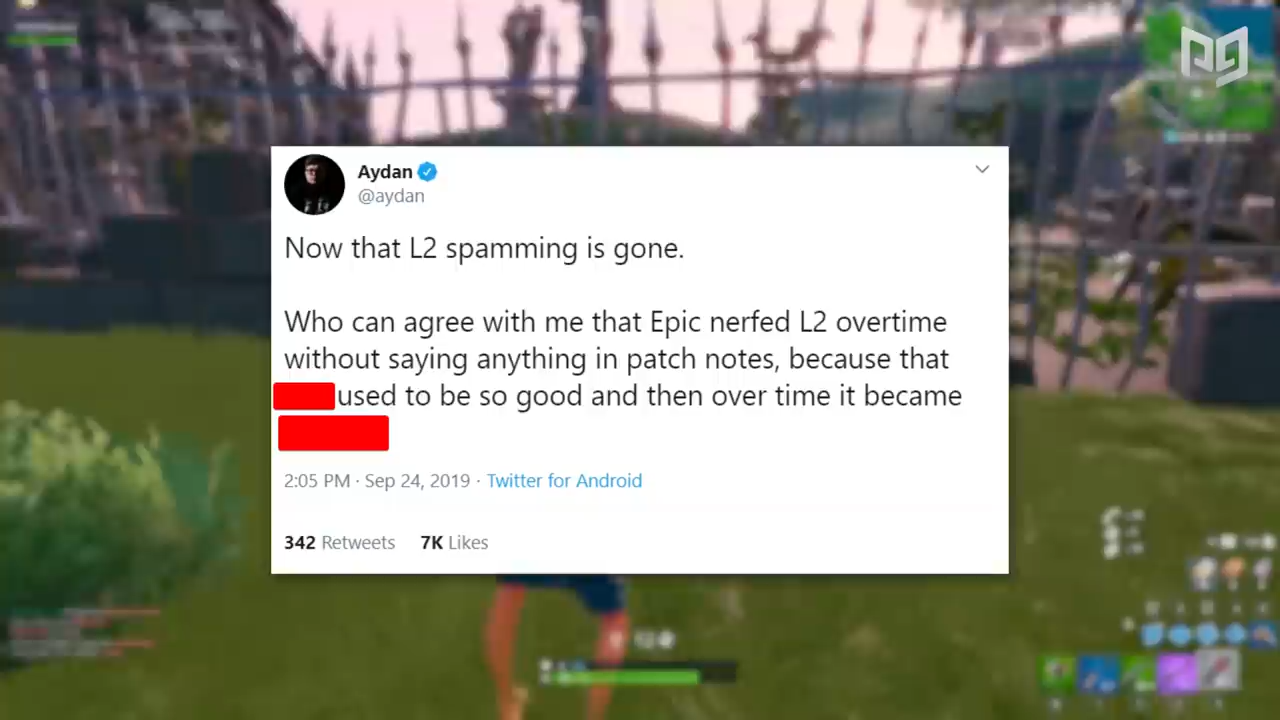 Aydan
@aydan
Now that L2 spamming is gone.
Who can agree with me that Epic nerfed L2 overtime
without saying anything in patch notes, because that
used to be so good and then over time it became
2:05 PM · Sep 24, 2019 · Twitter for Android
342 Retweets 7K Likes